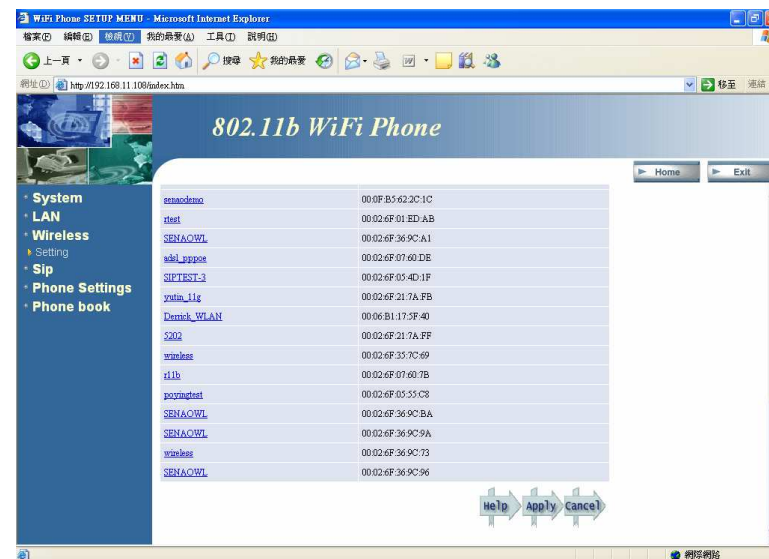 WiFi Phone SETUP MENU - Microsoft Internet Explorer
檔案(F) 編輯(E) 檢視(V) 我的最愛(A) 工具(T) 說明(H)
上一頁 搜尋 我的最愛
網址(D) http://192.168.11.108/index.htm 移至 連結
802.11b WiFi Phone
Home Exit
System
LAN
Wireless
Setting
Sip
Phone Settings
Phone book
senaodemo 00:0F:B5:62:2C:1C
rtest 00:02:6F:01:ED:AB
SENAOWL 00:02:6F:36:9C:A1
adsl_pppoe 00:02:6F:07:60:DE
SIPTEST-3 00:02:6F:05:4D:1F
yutin_11g 00:02:6F:21:7A:FB
Derrick_WLAN 00:06:B1:17:5F:40
5202 00:02:6F:21:7A:FF
wireless 00:02:6F:35:7C:69
r11b 00:02:6F:07:60:7B
poyingtest 00:02:6F:05:55:C8
SENAOWL 00:02:6F:36:9C:BA
SENAOWL 00:02:6F:36:9C:9A
wireless 00:02:6F:36:9C:73
SENAOWL 00:02:6F:36:9C:96
Help Apply Cancel
網際網路